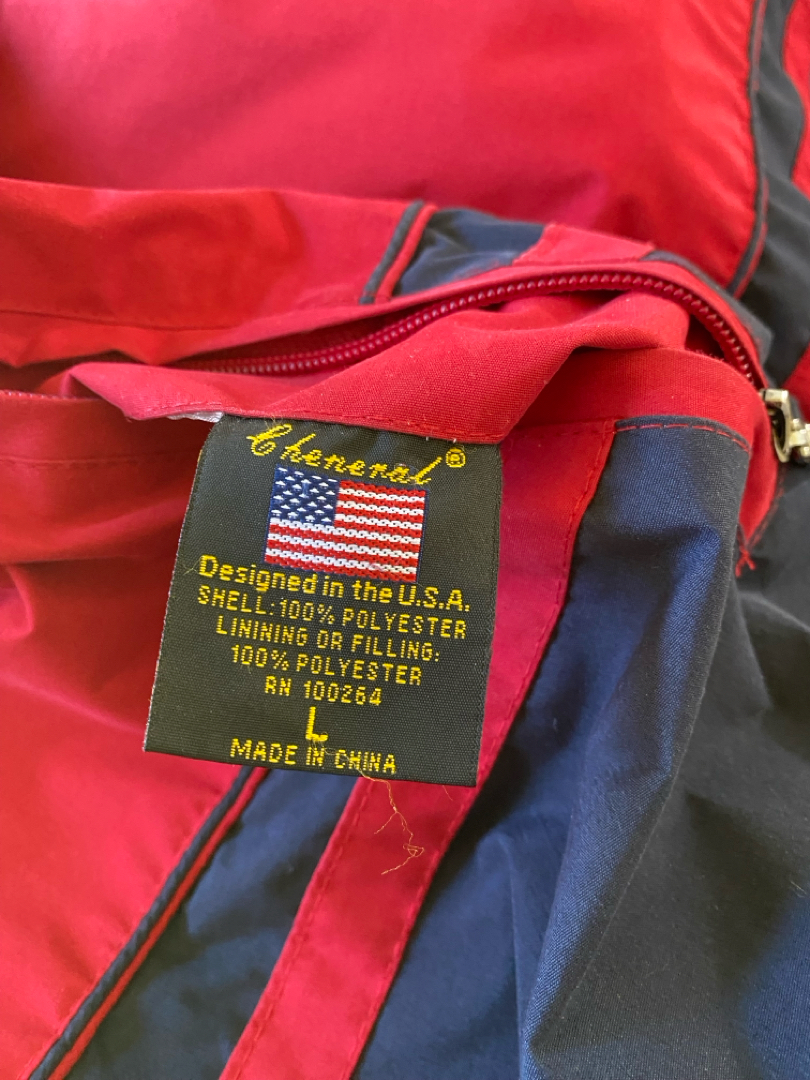 Cheneral®
Designed in the U.S.A.
SHELL: 100% POLYESTER
LINING OR FILLING:
100% POLYESTER
RN 100264
L
MADE IN CHINA